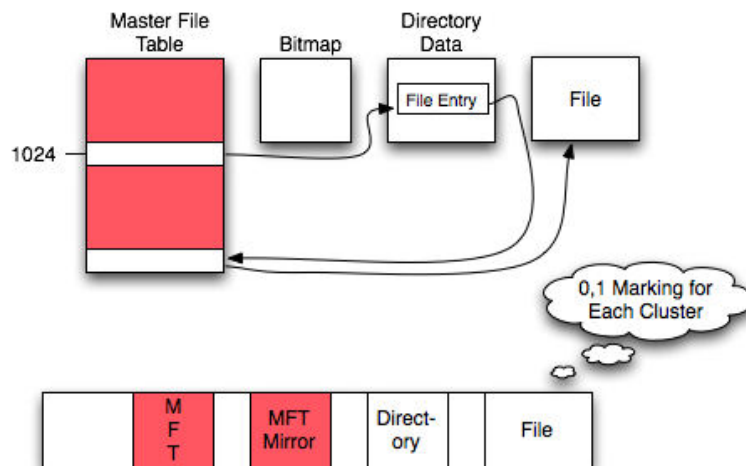 Master File
Table
Bitmap
Directory
Data
File Entry
File
1024
0,1 Marking for
Each Cluster
M
F
T
MFT
Mirror
Direct-
ory
File